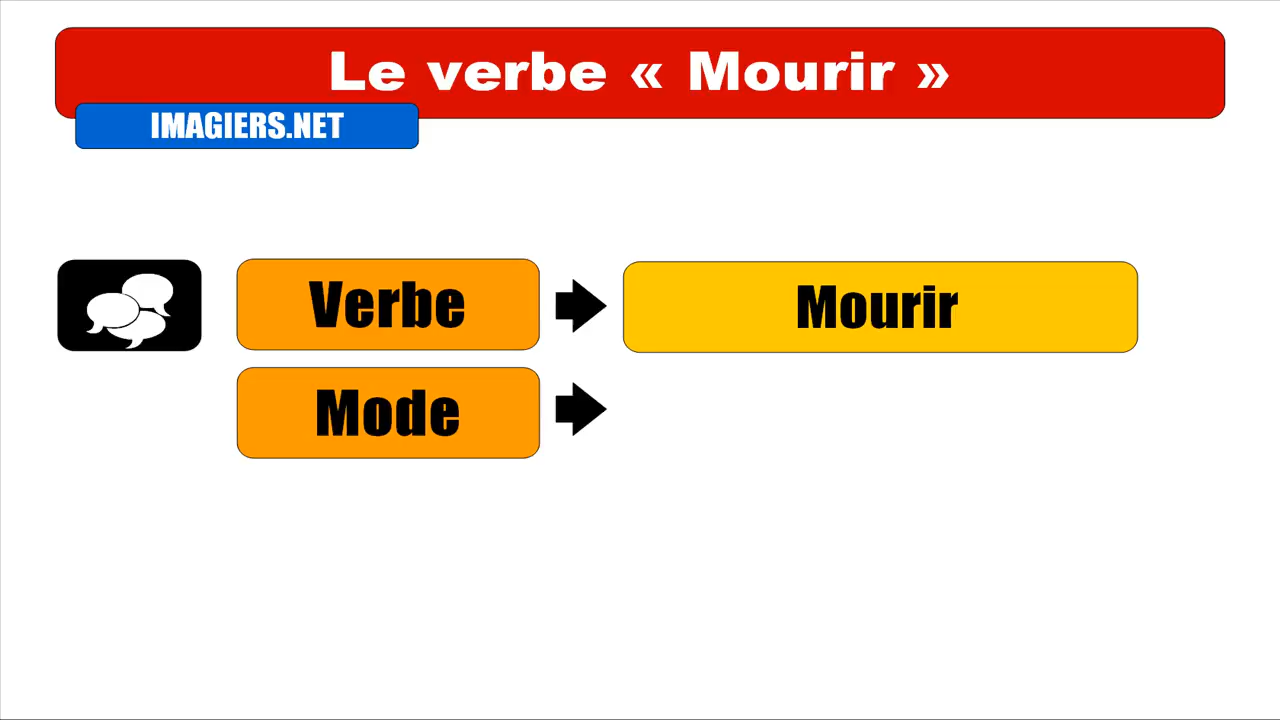 Le verbe « Mourir »
IMAGIERS.NET
Verbe
Mourir
Mode